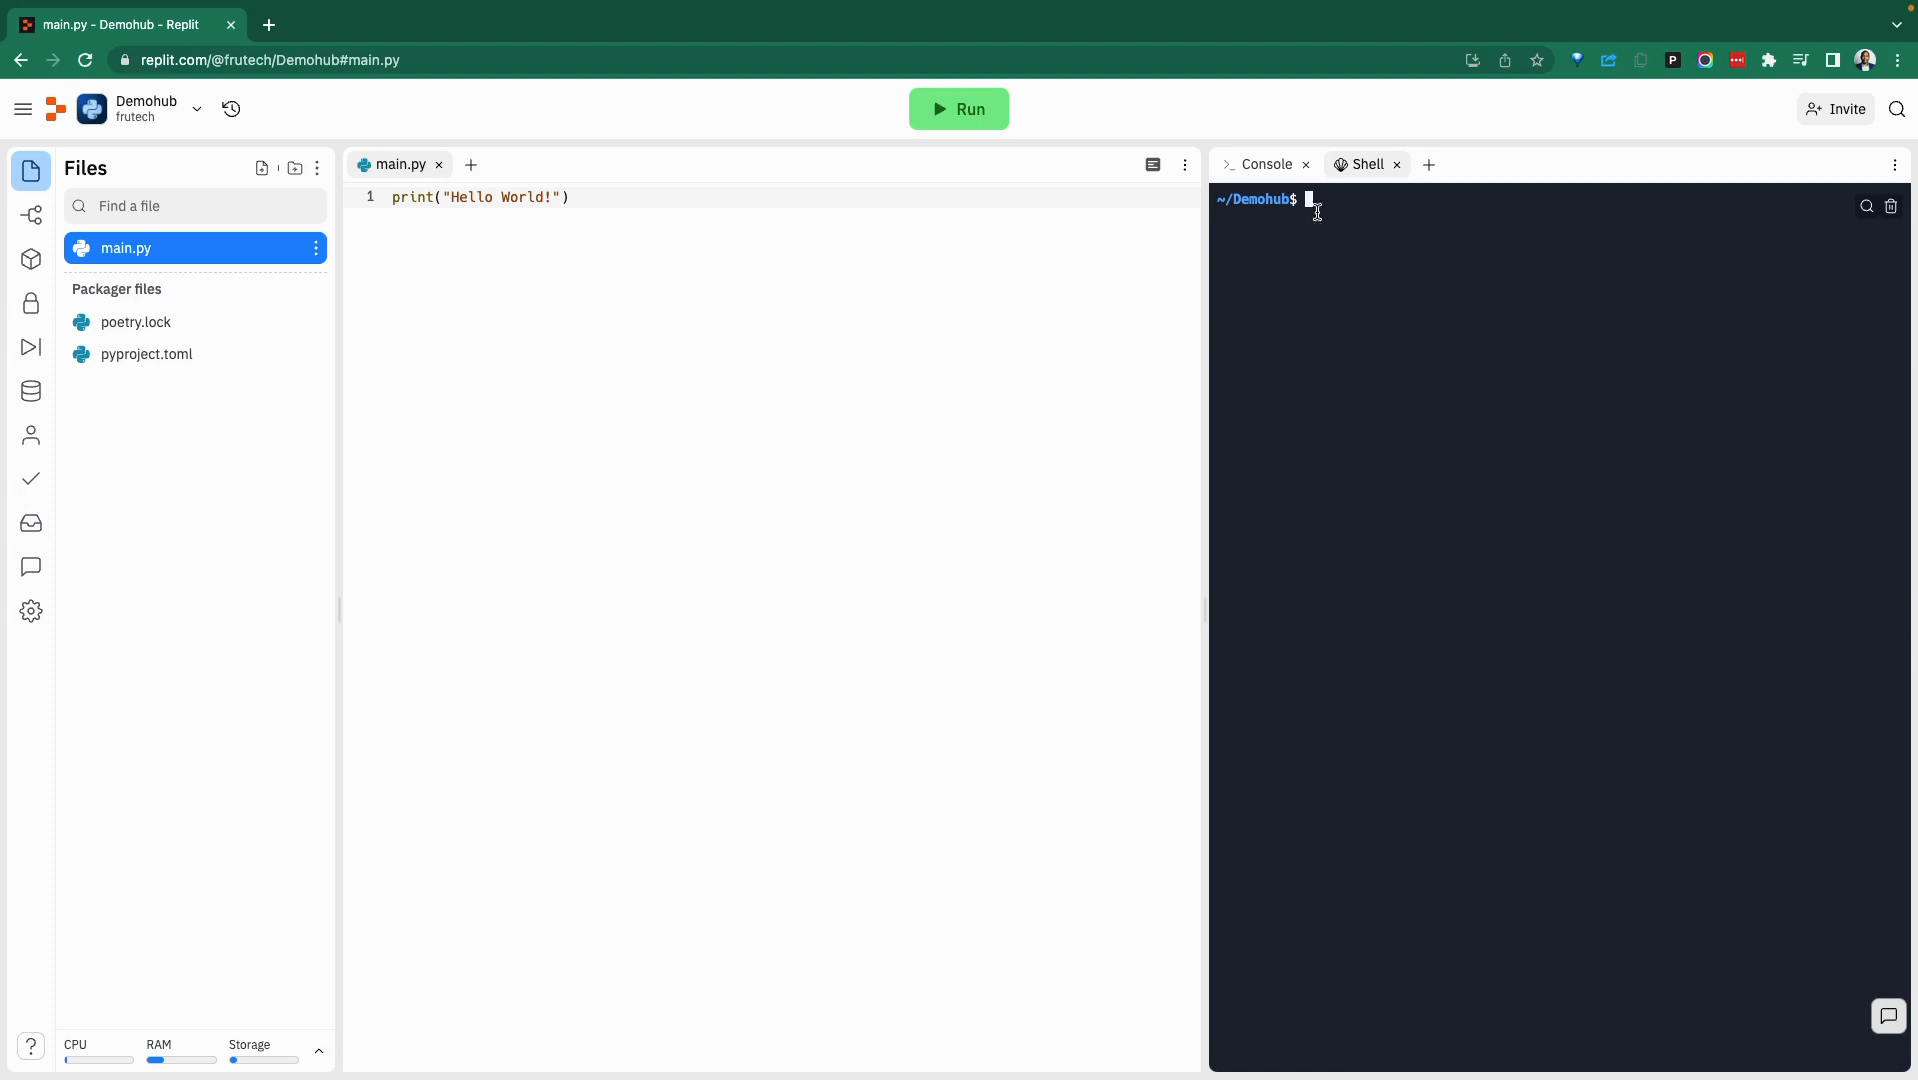 main.py - Demohub - Replit
replit.com/@frutech/Demohub#main.py
P
Demohub
frutech
Run
Invite
Files
Find a file
main.py
Packager files
poetry.lock
pyproject.toml
main.py
1 print("Hello World!")
Console
Shell
~/Demohub$
?
CPU
RAM
Storage